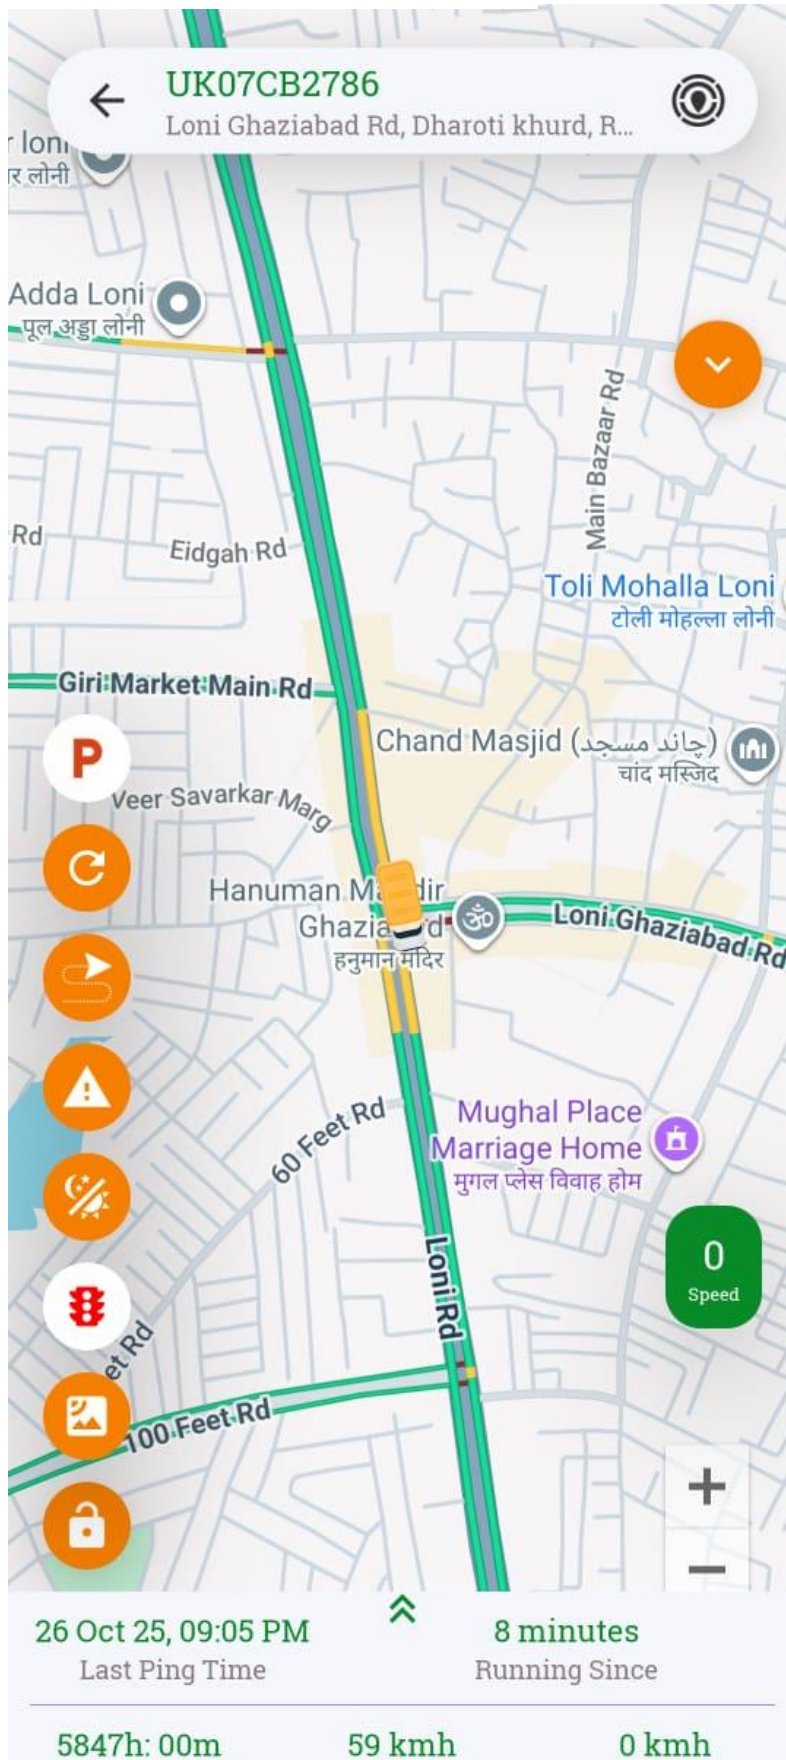 UK07CB2786
Loni Ghaziabad Rd, Dharoti khurd, R...
r loni
र लोनी
Adda Loni
पूल अड्डा लोनी
Main Bazaar Rd
Rd
Eidgah Rd
Toli Mohalla Loni
टोली मोहल्ला लोनी
Giri Market Main Rd
Chand Masjid (چاند مسجد)
चांद मस्जिद
P
Veer Savarkar Marg
Hanuman M dir
Ghazia d
हनुमान मंदिर
Loni Ghaziabad Rd
60 Feet Rd
Mughal Place
Marriage Home
मुगल प्लेस विवाह होम
Loni Rd
0
Speed
et Rd
100 Feet Rd
+
−
26 Oct 25, 09:05 PM
8 minutes
Last Ping Time
Running Since
5847h: 00m
59 kmh
0 kmh